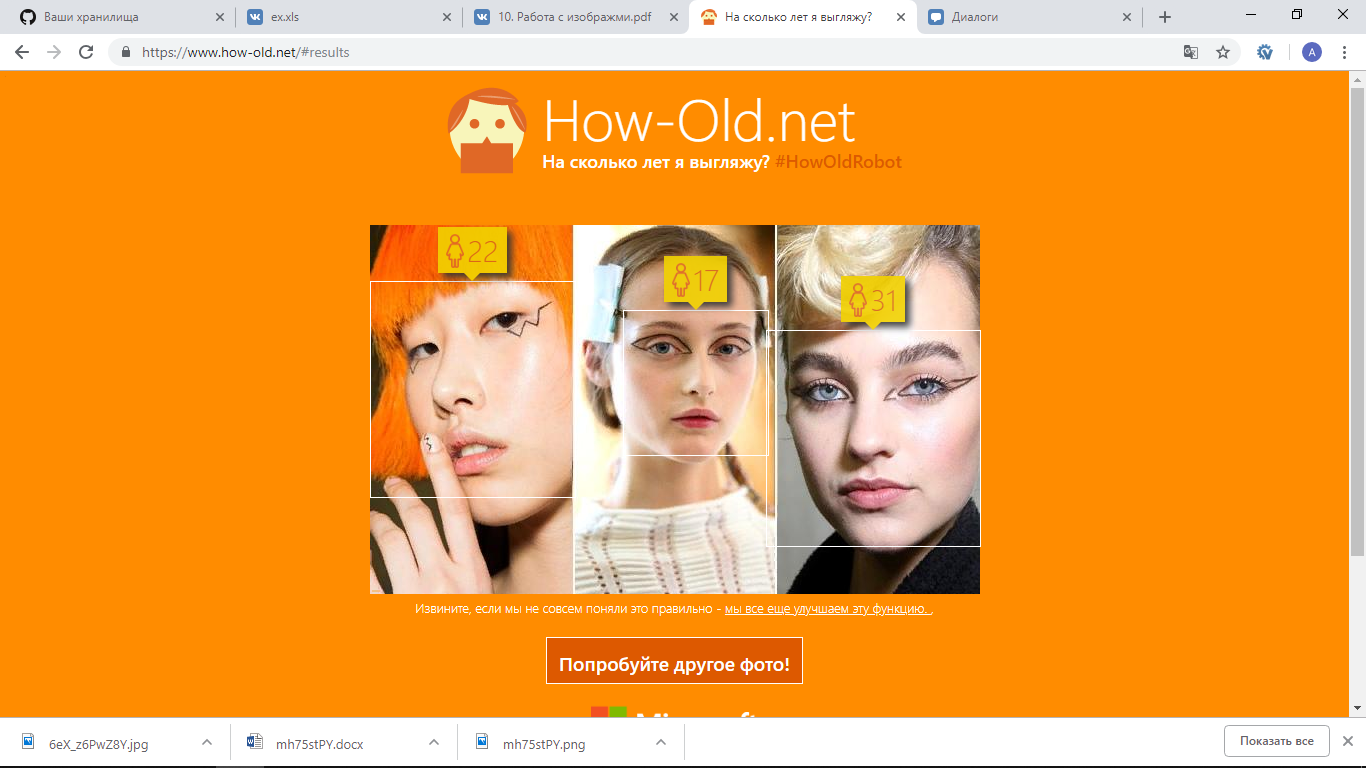 Ваши хранилища
ex.xls
10. Работа с изображми.pdf
На сколько лет я выгляжу?
Диалоги
https://www.how-old.net/#results
A
How-Old.net
На сколько лет я выгляжу? #HowOldRobot
22
17
31
Извините, если мы не совсем поняли это правильно - мы все еще улучшаем эту функцию. ,
Попробуйте другое фото!
Microsoft
6eX_z6PwZ8Y.jpg
mh75stPY.docx
mh75stPY.png
Показать все